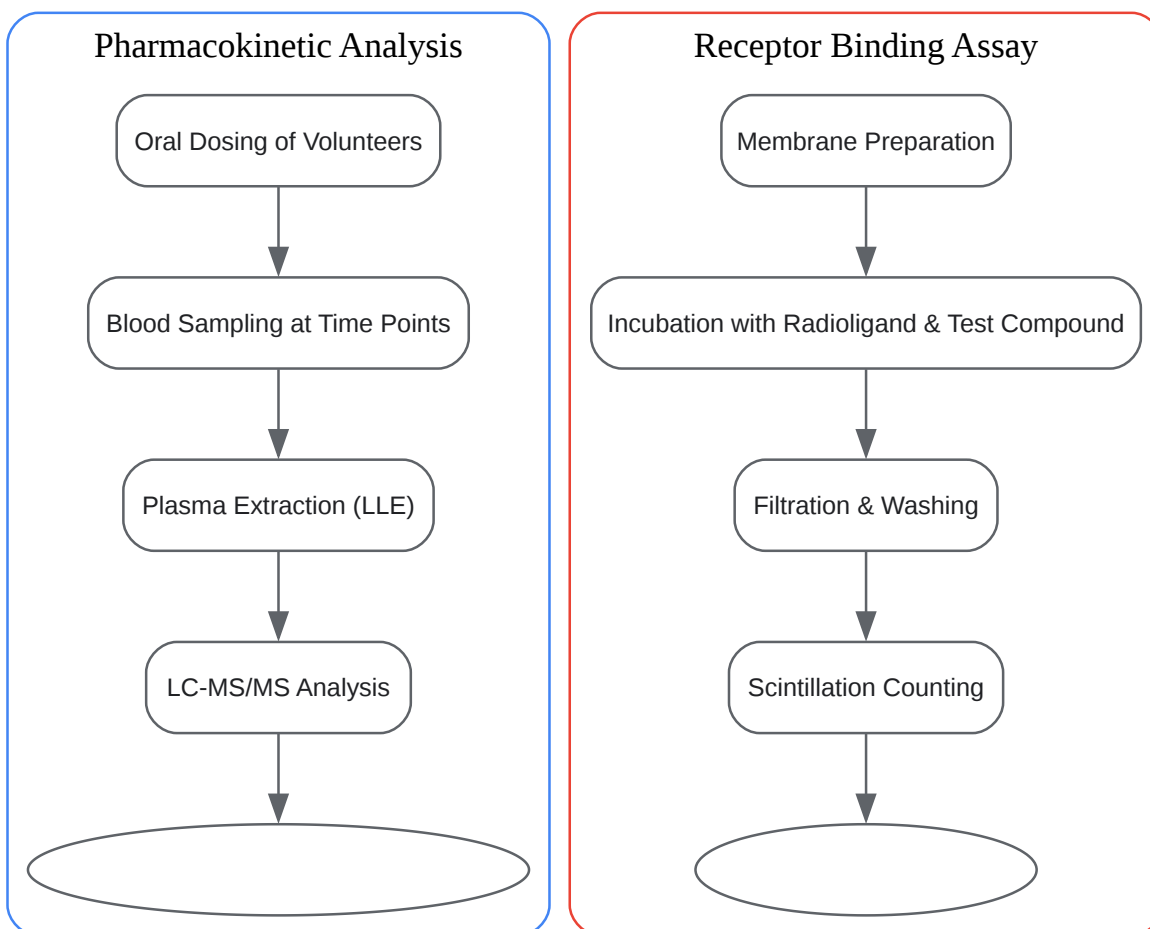 Pharmacokinetic Analysis
Oral Dosing of Volunteers
Blood Sampling at Time Points
Plasma Extraction (LLE)
LC-MS/MS Analysis
Receptor Binding Assay
Membrane Preparation
Incubation with Radioligand & Test Compound
Filtration & Washing
Scintillation Counting